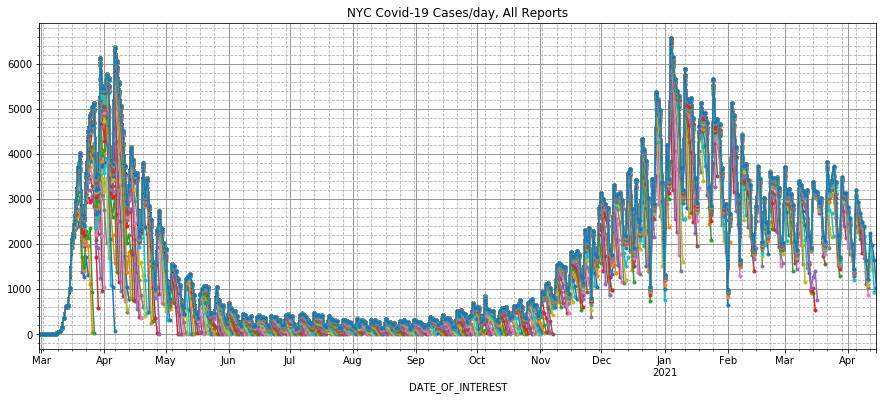 NYC Covid-19 Cases/day, All Reports
6000
5000
4000
3000
2000
1000
0
Mar Apr May Jun Jul Aug Sep Oct Nov Dec Jan Feb Mar Apr
2021
DATE_OF_INTEREST